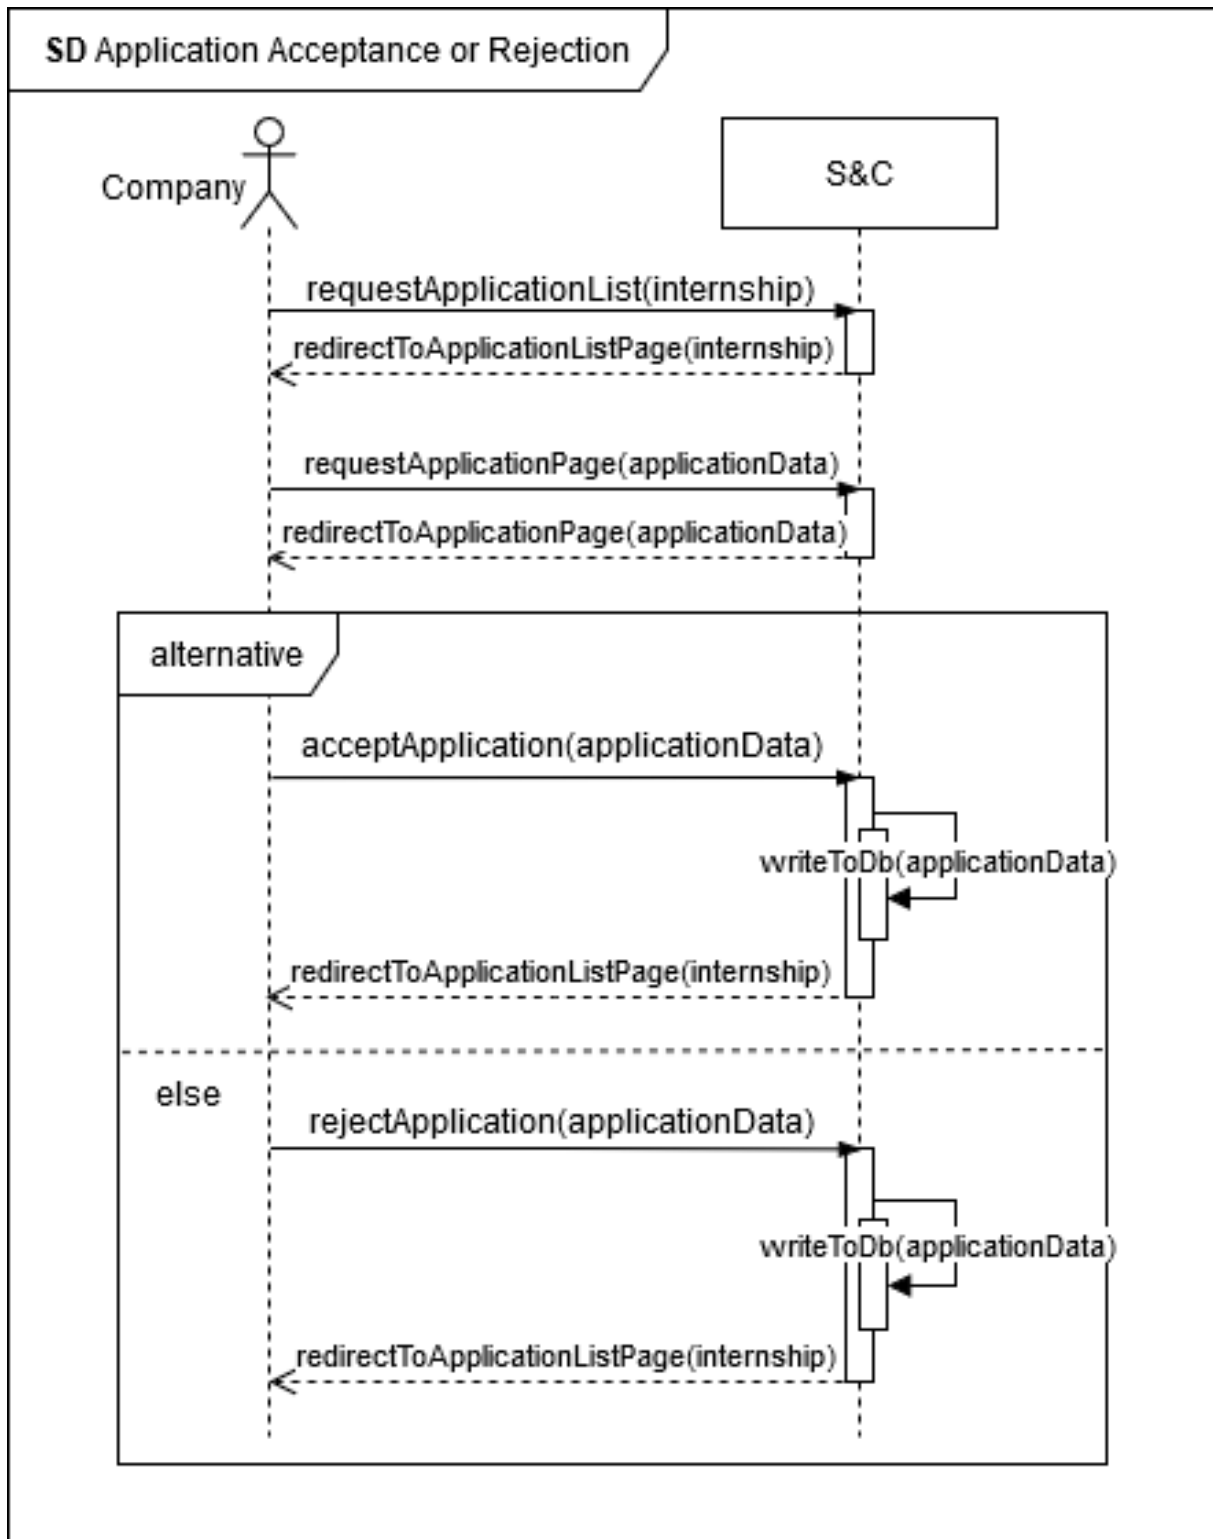 SD Application Acceptance or Rejection
Company
S&C
requestApplicationList(internship)
redirectToApplicationListPage(internship)
requestApplicationPage(applicationData)
redirectToApplicationPage(applicationData)
alternative
acceptApplication(applicationData)
writeToDb(applicationData)
redirectToApplicationListPage(internship)
else
rejectApplication(applicationData)
writeToDb(applicationData)
redirectToApplicationListPage(internship)